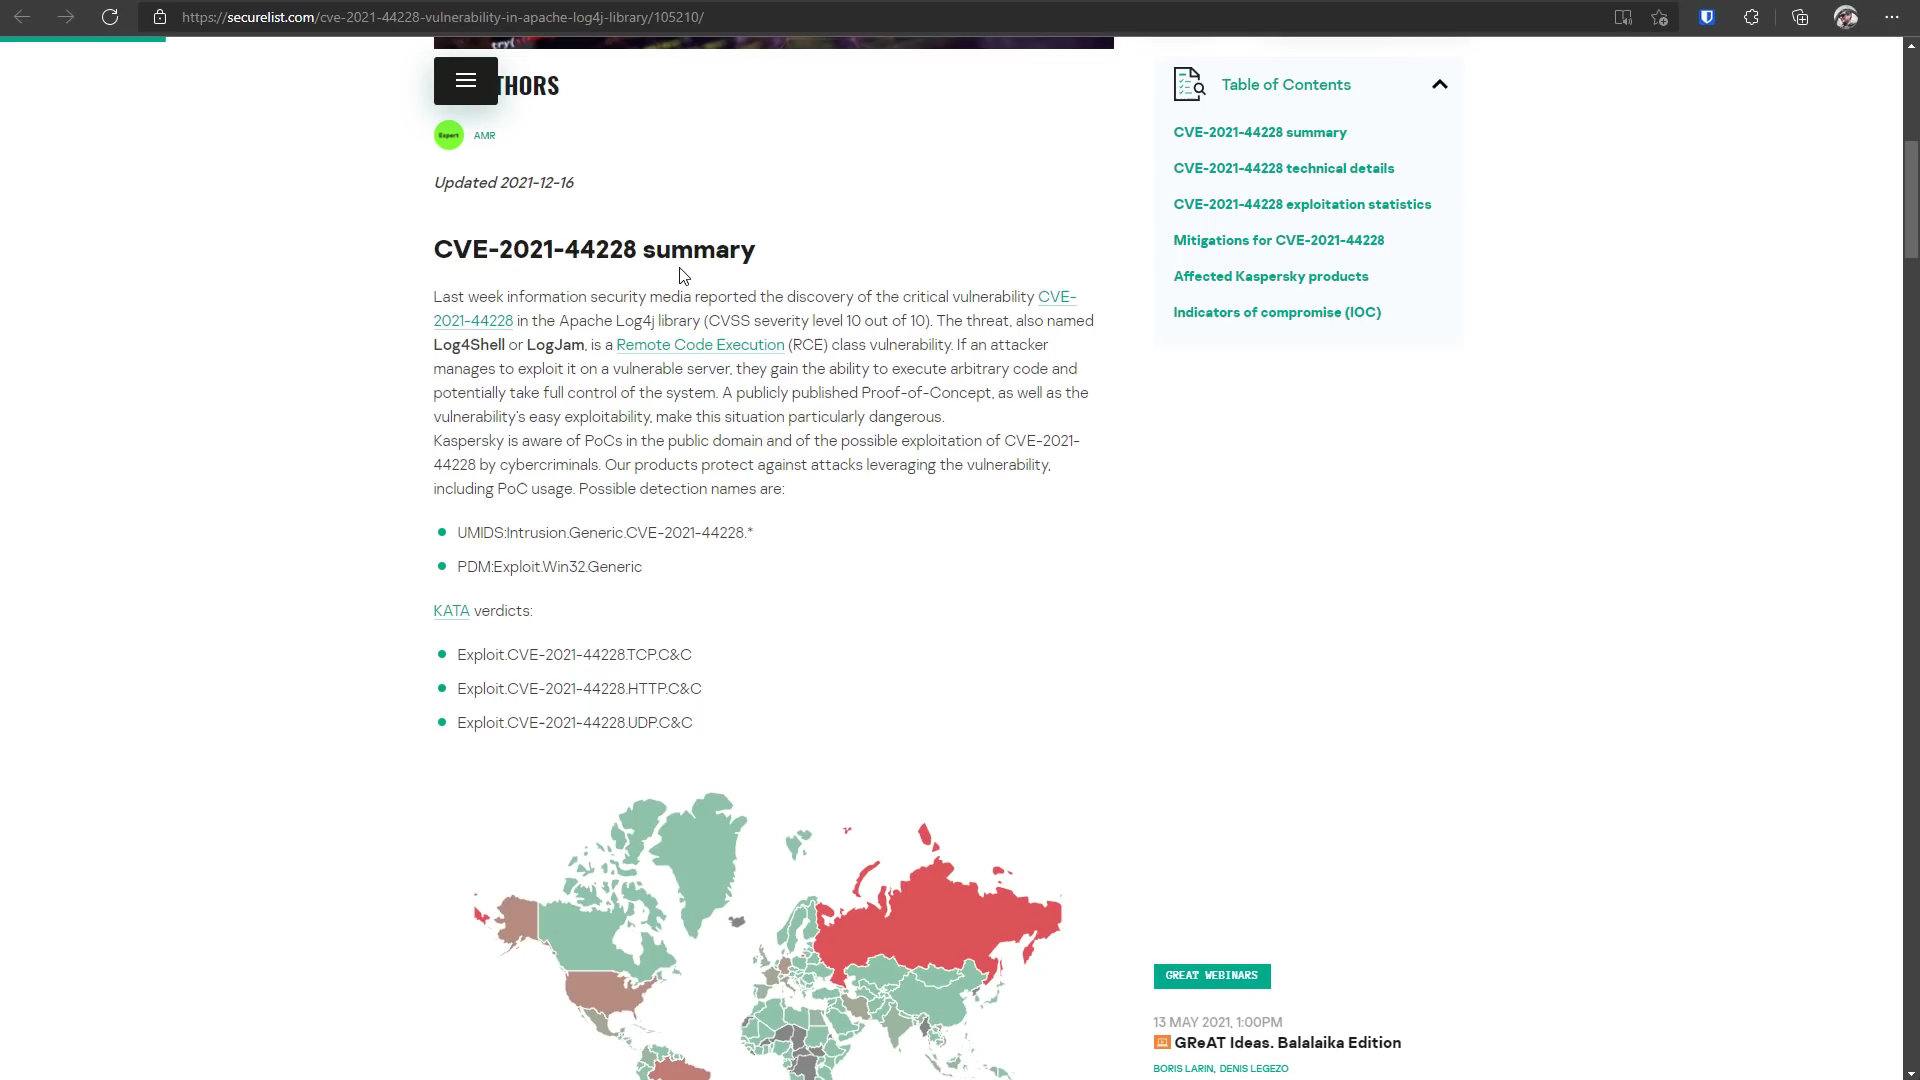 https://securelist.com/cve-2021-44228-vulnerability-in-apache-log4j-library/105210/
try{
THORS
Expert
AMR
Updated 2021-12-16
CVE-2021-44228 summary
Last week information security media reported the discovery of the critical vulnerability CVE-
2021-44228 in the Apache Log4j library (CVSS severity level 10 out of 10). The threat, also named
Log4Shell or LogJam, is a Remote Code Execution (RCE) class vulnerability. If an attacker
manages to exploit it on a vulnerable server, they gain the ability to execute arbitrary code and
potentially take full control of the system. A publicly published Proof-of-Concept, as well as the
vulnerability's easy exploitability, make this situation particularly dangerous.
Kaspersky is aware of PoCs in the public domain and of the possible exploitation of CVE-2021-
44228 by cybercriminals. Our products protect against attacks leveraging the vulnerability,
including PoC usage. Possible detection names are:
UMIDS:Intrusion.Generic.CVE-2021-44228.*
PDM:Exploit.Win32.Generic
KATA verdicts:
Exploit.CVE-2021-44228.TCP.C&C
Exploit.CVE-2021-44228.HTTP.C&C
Exploit.CVE-2021-44228.UDP.C&C
Table of Contents
CVE-2021-44228 summary
CVE-2021-44228 technical details
CVE-2021-44228 exploitation statistics
Mitigations for CVE-2021-44228
Affected Kaspersky products
Indicators of compromise (IOC)
GREAT WEBINARS
13 MAY 2021, 1:00PM
GReAT Ideas. Balalaika Edition
BORIS LARIN, DENIS LEGEZO